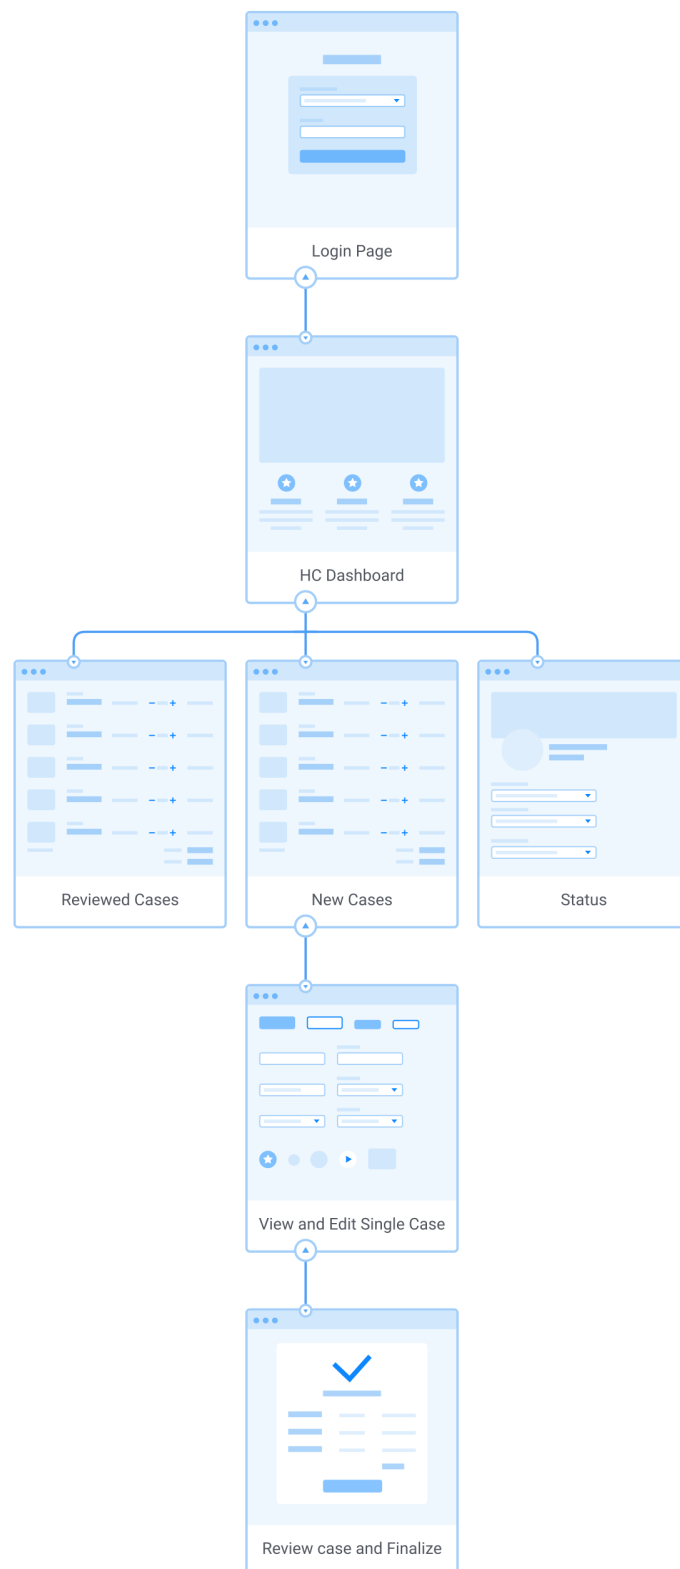 Login Page
HC Dashboard
Reviewed Cases
New Cases
Status
View and Edit Single Case
Review case and Finalize